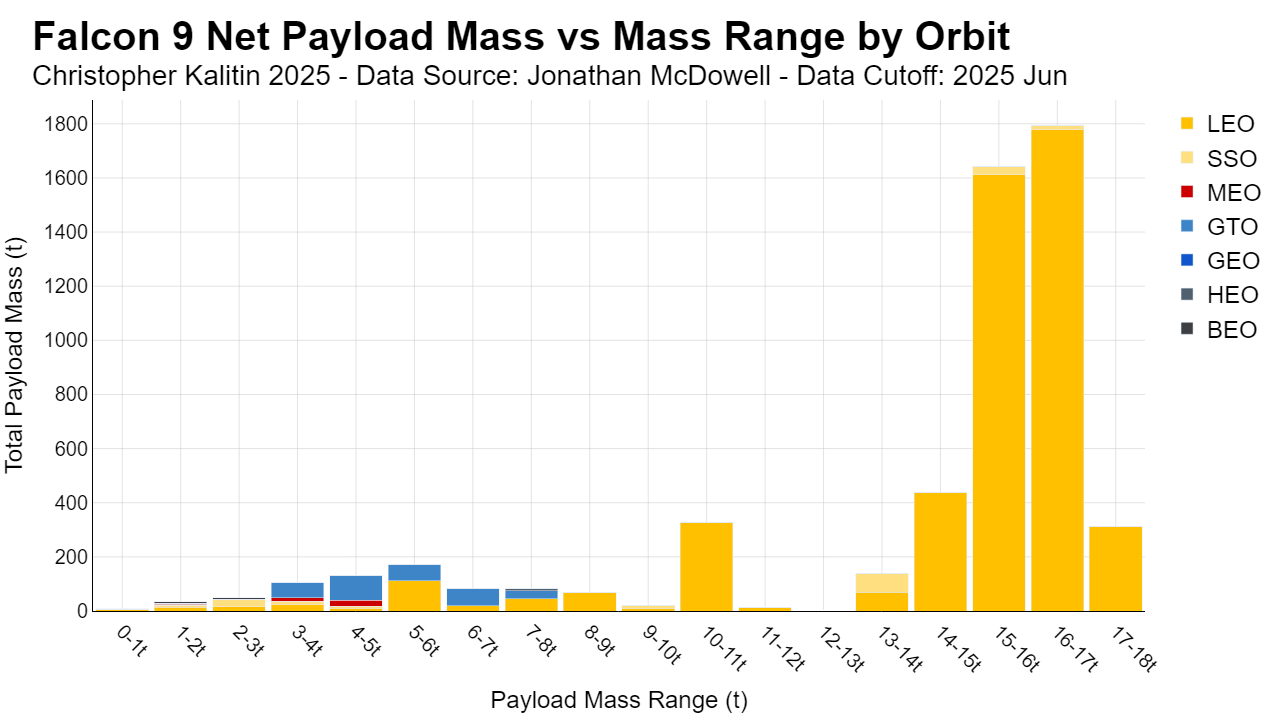 Falcon 9 Net Payload Mass vs Mass Range by Orbit
Christopher Kalitin 2025 - Data Source: Jonathan McDowell - Data Cutoff: 2025 Jun
Total Payload Mass (t)
1800
1600
1400
1200
1000
800
600
400
200
0
0-1t
1-2t
2-3t
3-4t
4-5t
5-6t
6-7t
7-8t
8-9t
9-10t
10-11t
11-12t
12-13t
13-14t
14-15t
15-16t
16-17t
17-18t
Payload Mass Range (t)
LEO
SSO
MEO
GTO
GEO
HEO
BEO